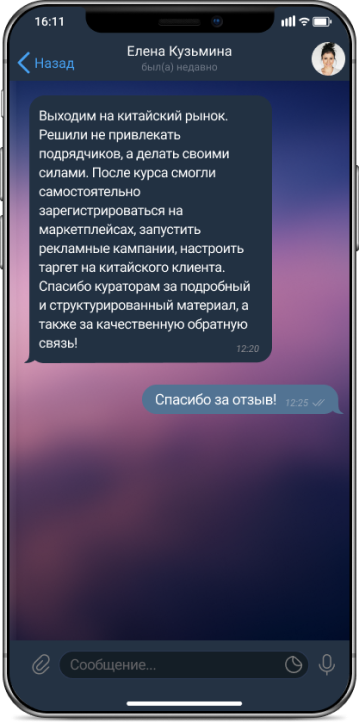 16:11
Назад
Елена Кузьмина
был(а) недавно
Выходим на китайский рынок.
Решили не привлекать
подрядчиков, а делать своими
силами. После курса смогли
самостоятельно
зарегистрироваться на
маркетплейсах, запустить
рекламные кампании, настроить
таргет на китайского клиента.
Спасибо кураторам за подробный
и структурированный материал, а
также за качественную обратную
связь!
12:20
Спасибо за отзыв! 12:25
Сообщение...